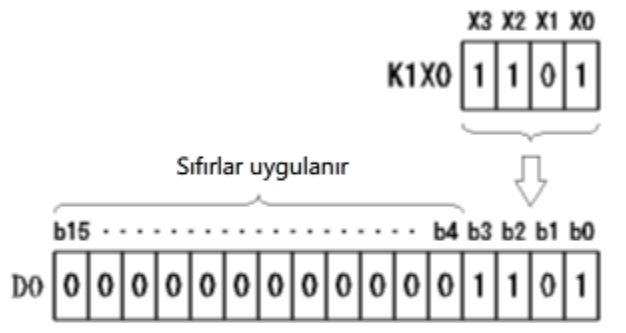 X3 X2 X1 X0
K1X0 1 1 0 1
Sıfırlar uygulanır
b15 · · · · · · · · · · · · · · · · · · · b4 b3 b2 b1 b0
D0 0 0 0 0 0 0 0 0 0 0 0 0 1 1 0 1